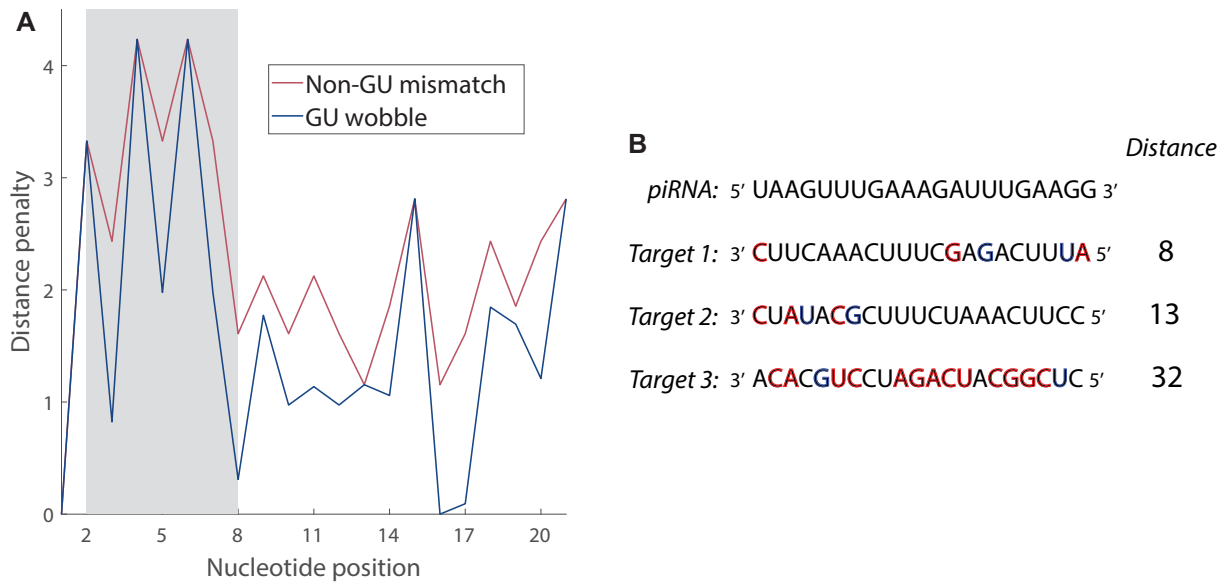 A
Distance penalty
4
3
2
1
0
Non-GU mismatch
GU wobble
2 5 8 11 14 17 20
Nucleotide position
B
Distance
piRNA: 5′ UAAGUUUGAAAGAUUUGAAGG 3′
Target 1: 3′ CUUCAAACUUUCGAGACUUUA 5′ 8
Target 2: 3′ CUAUACGCUUUCUAAACUUCC 5′ 13
Target 3: 3′ ACACGUCCUAGACUACGGCUC 5′ 32